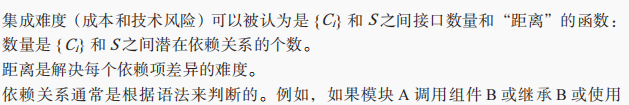 集成难度（成本和技术风险）可以被认为是 {Cᵢ} 和 S之间接口数量和“距离”的函数：
数量是 {Cᵢ} 和 S之间潜在依赖关系的个数。
距离是解决每个依赖项差异的难度。
依赖关系通常是根据语法来判断的。例如，如果模块 A 调用组件 B 或继承 B 或使用